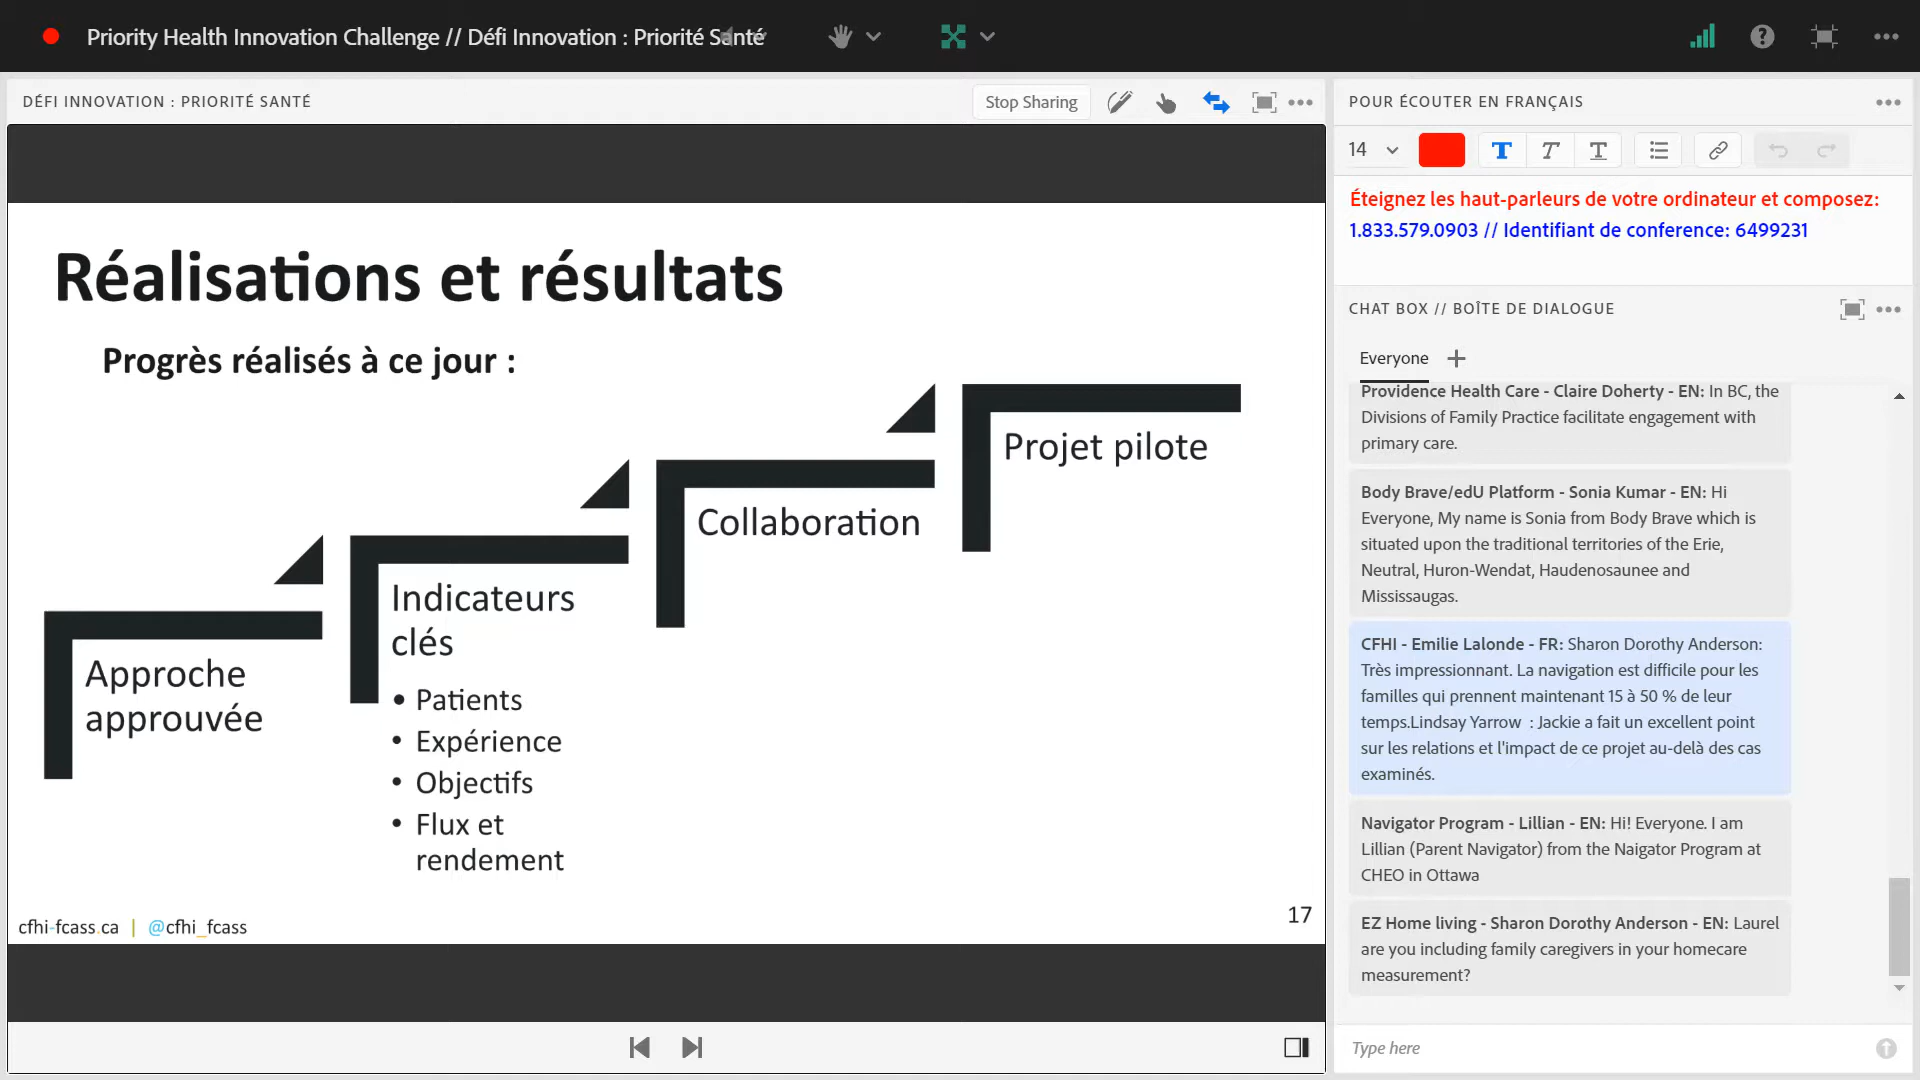 Priority Health Innovation Challenge // Défi Innovation : Priorité Santé
DÉFI INNOVATION : PRIORITÉ SANTÉ
Stop Sharing
Réalisations et résultats
Progrès réalisés à ce jour :
Approche
approuvée
Indicateurs
clés
• Patients
• Expérience
• Objectifs
• Flux et
rendement
Collaboration
Projet pilote
cfhi-fcass.ca | @cfhi_fcass
17
POUR ÉCOUTER EN FRANÇAIS
14
Éteignez les haut-parleurs de votre ordinateur et composez:
1.833.579.0903 // Identifiant de conference: 6499231
CHAT BOX // BOÎTE DE DIALOGUE
Everyone
Providence Health Care - Claire Doherty - EN: In BC, the
Divisions of Family Practice facilitate engagement with
primary care.
Body Brave/edU Platform - Sonia Kumar - EN: Hi
Everyone, My name is Sonia from Body Brave which is
situated upon the traditional territories of the Erie,
Neutral, Huron-Wendat, Haudenosaunee and
Mississaugas.
CFHI - Emilie Lalonde - FR: Sharon Dorothy Anderson:
Très impressionnant. La navigation est difficile pour les
familles qui prennent maintenant 15 à 50 % de leur
temps.Lindsay Yarrow : Jackie a fait un excellent point
sur les relations et l'impact de ce projet au-delà des cas
examinés.
Navigator Program - Lillian - EN: Hi! Everyone. I am
Lillian (Parent Navigator) from the Naigator Program at
CHEO in Ottawa
EZ Home living - Sharon Dorothy Anderson - EN: Laurel
are you including family caregivers in your homecare
measurement?
Type here